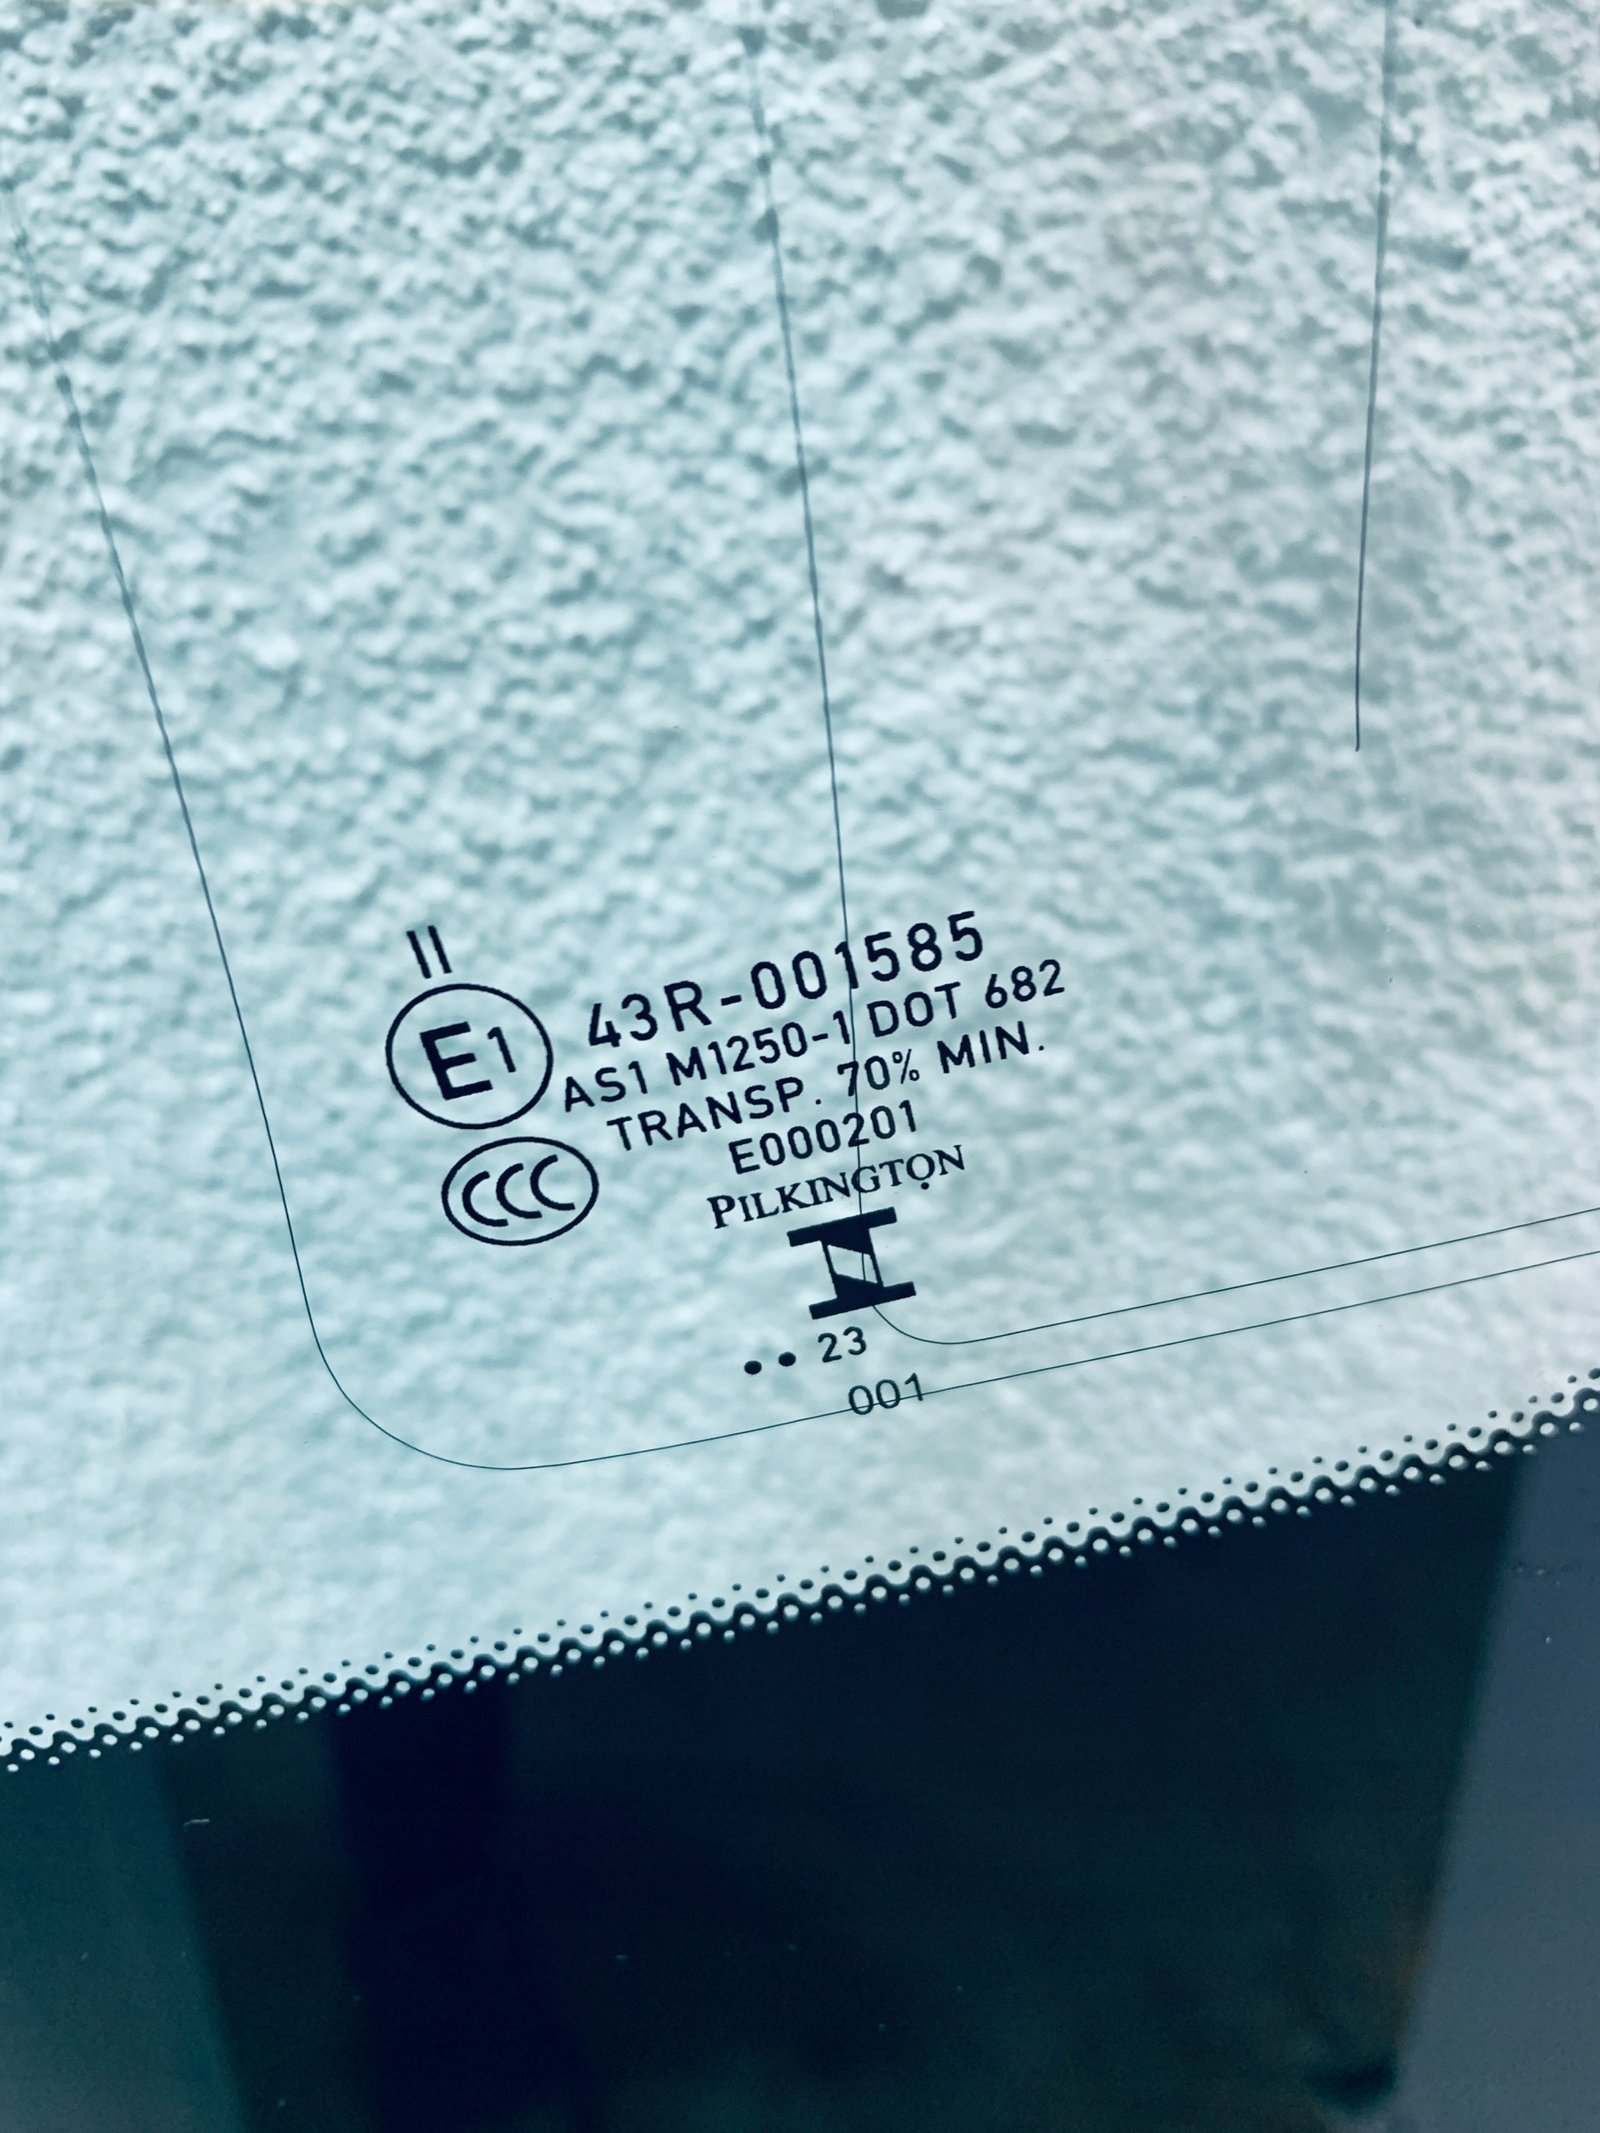 II
E1 43R-001585
AS1 M1250-1 DOT 682
TRANSP. 70% MIN.
E000201
CCC
PILKINGTON
•• 23
001